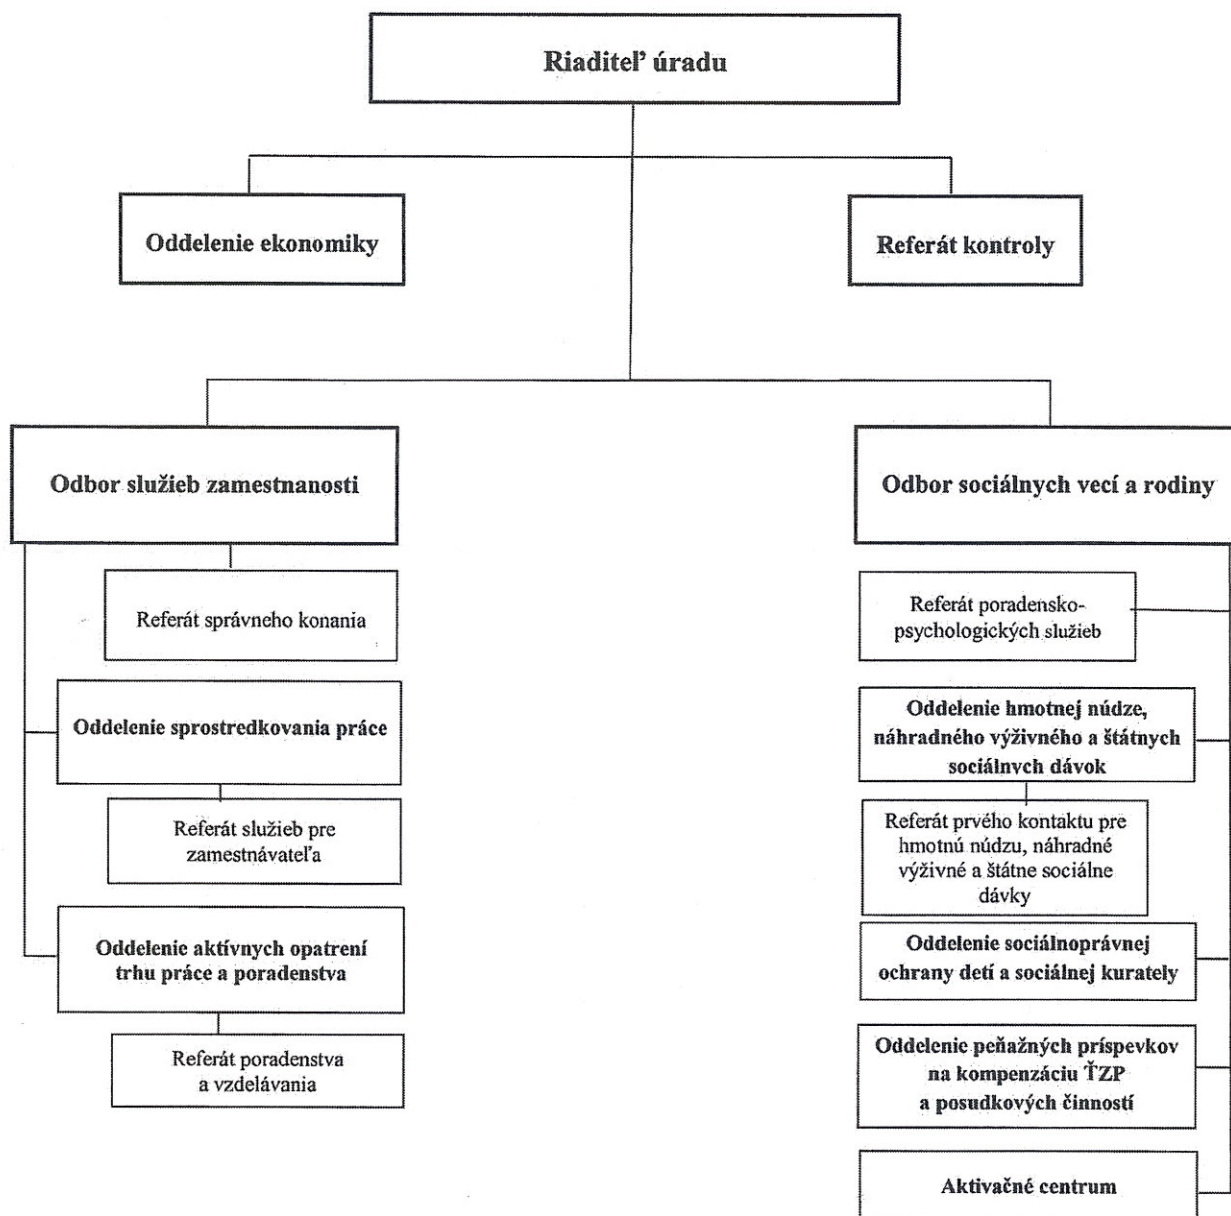 Riaditeľ úradu
Oddelenie ekonomiky
Referát kontroly
Odbor služieb zamestnanosti
Referát správneho konania
Oddelenie sprostredkovania práce
Referát služieb pre
zamestnávateľa
Oddelenie aktívnych opatrení
trhu práce a poradenstva
Referát poradenstva
a vzdelávania
Odbor sociálnych vecí a rodiny
Referát poradensko-
psychologických služieb
Oddelenie hmotnej núdze,
náhradného výživného a štátnych
sociálnych dávok
Referát prvého kontaktu pre
hmotnú núdzu, náhradné
výživné a štátne sociálne
dávky
Oddelenie sociálnoprávnej
ochrany detí a sociálnej kurately
Oddelenie peňažných príspevkov
na kompenzáciu ŤZP
a posudkových činností
Aktivačné centrum